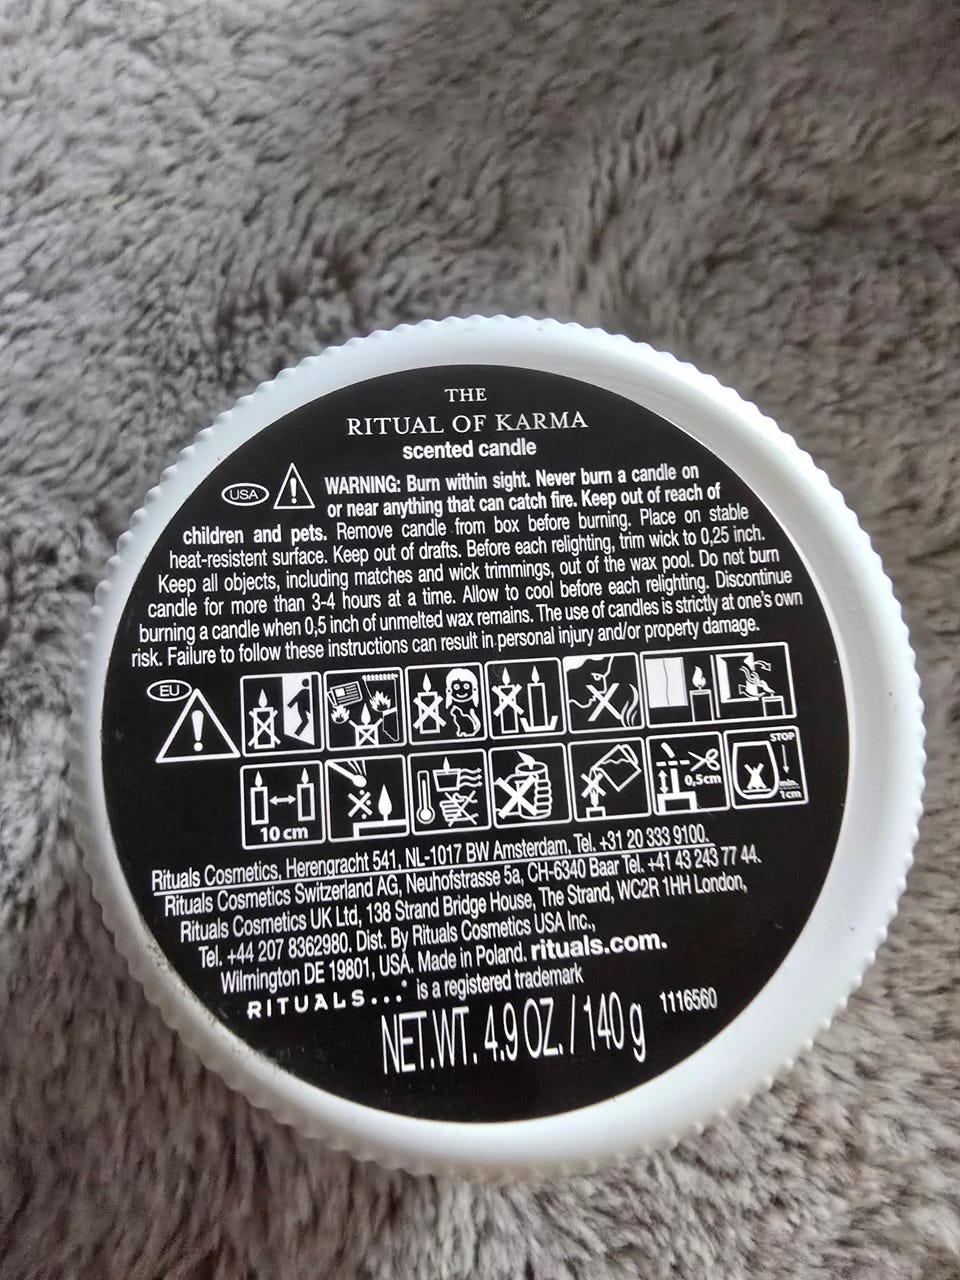 THE
RITUAL OF KARMA
scented candle
USA
WARNING: Burn within sight. Never burn a candle on
or near anything that can catch fire. Keep out of reach of
children and pets. Remove candle from box before burning. Place on stable
heat-resistant surface. Keep out of drafts. Before each relighting, trim wick to 0,25 inch.
Keep all objects, including matches and wick trimmings, out of the wax pool. Do not burn
candle for more than 3-4 hours at a time. Allow to cool before each relighting. Discontinue
burning a candle when 0,5 inch of unmelted wax remains. The use of candles is strictly at one's own
risk. Failure to follow these instructions can result in personal injury and/or property damage.
EU
10 cm
0,5cm
STOP
min.
1cm
Rituals Cosmetics, Herengracht 541, NL-1017 BW Amsterdam, Tel. +31 20 333 9100.
Rituals Cosmetics Switzerland AG, Neuhofstrasse 5a, CH-6340 Baar Tel. +41 43 243 77 44.
Rituals Cosmetics UK Ltd, 138 Strand Bridge House, The Strand, WC2R 1HH London,
Tel. +44 207 8362980. Dist. By Rituals Cosmetics USA Inc.,
Wilmington DE 19801, USA. Made in Poland. rituals.com.
RITUALS... is a registered trademark
NET.WT. 4.9 OZ. / 140 g
1116560